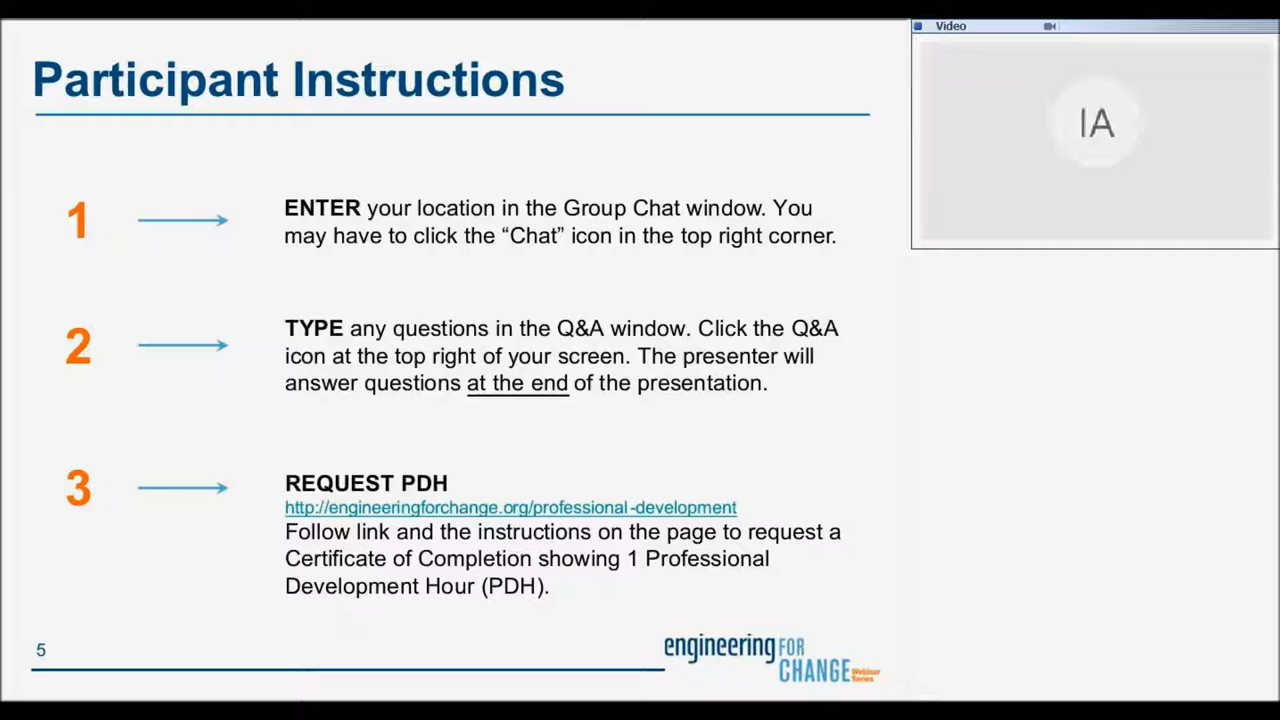 Participant Instructions
Video
IA
1
ENTER your location in the Group Chat window. You
may have to click the “Chat” icon in the top right corner.
2
TYPE any questions in the Q&A window. Click the Q&A
icon at the top right of your screen. The presenter will
answer questions at the end of the presentation.
3
REQUEST PDH
http://engineeringforchange.org/professional-development
Follow link and the instructions on the page to request a
Certificate of Completion showing 1 Professional
Development Hour (PDH).
5
engineering FOR
CHANGE Webinar
Series